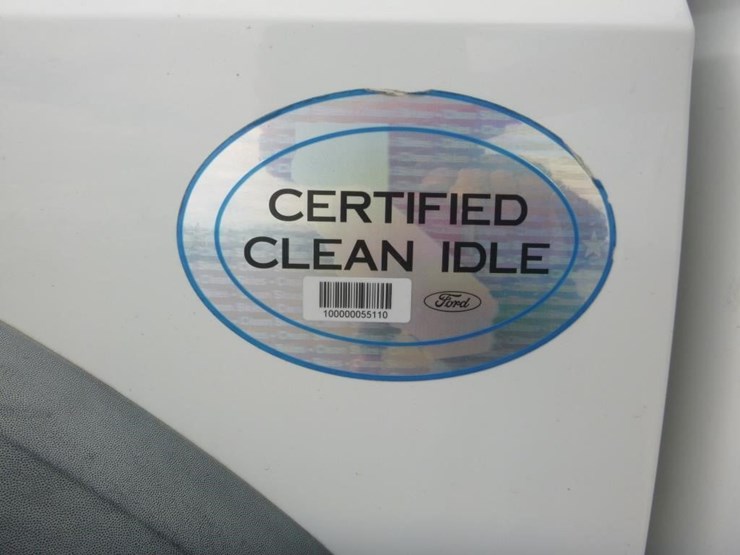 CERTIFIED
CLEAN IDLE
100000055110
Ford